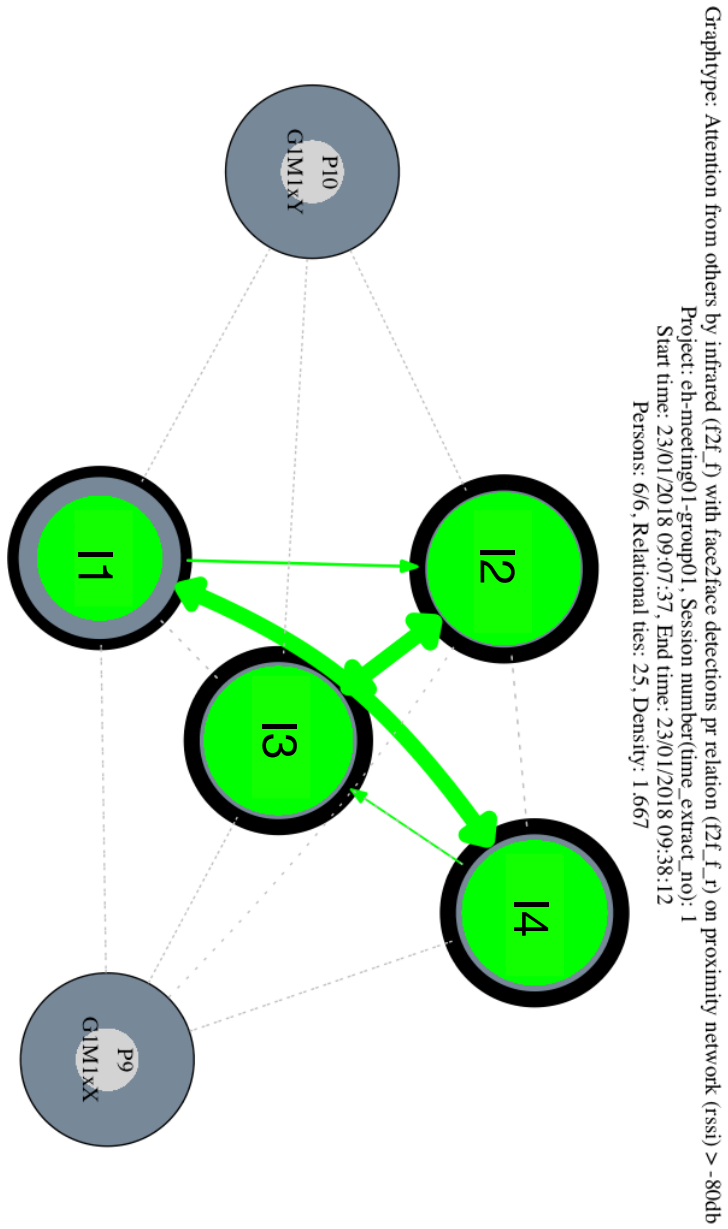 Graphtype: Attention from others by infrared (f2f_f) with face2face detections pr relation (f2f_f_r) on proximity network (rssi) > -80db
Project: eh-meeting01-group01, Session number(time_extract_no): 1
Start time: 23/01/2018 09:07:37, End time: 23/01/2018 09:38:12
Persons: 6/6, Relational ties: 25, Density: 1.667
I2
I4
P10
G1M1xY
I3
I1
P9
G1M1xX